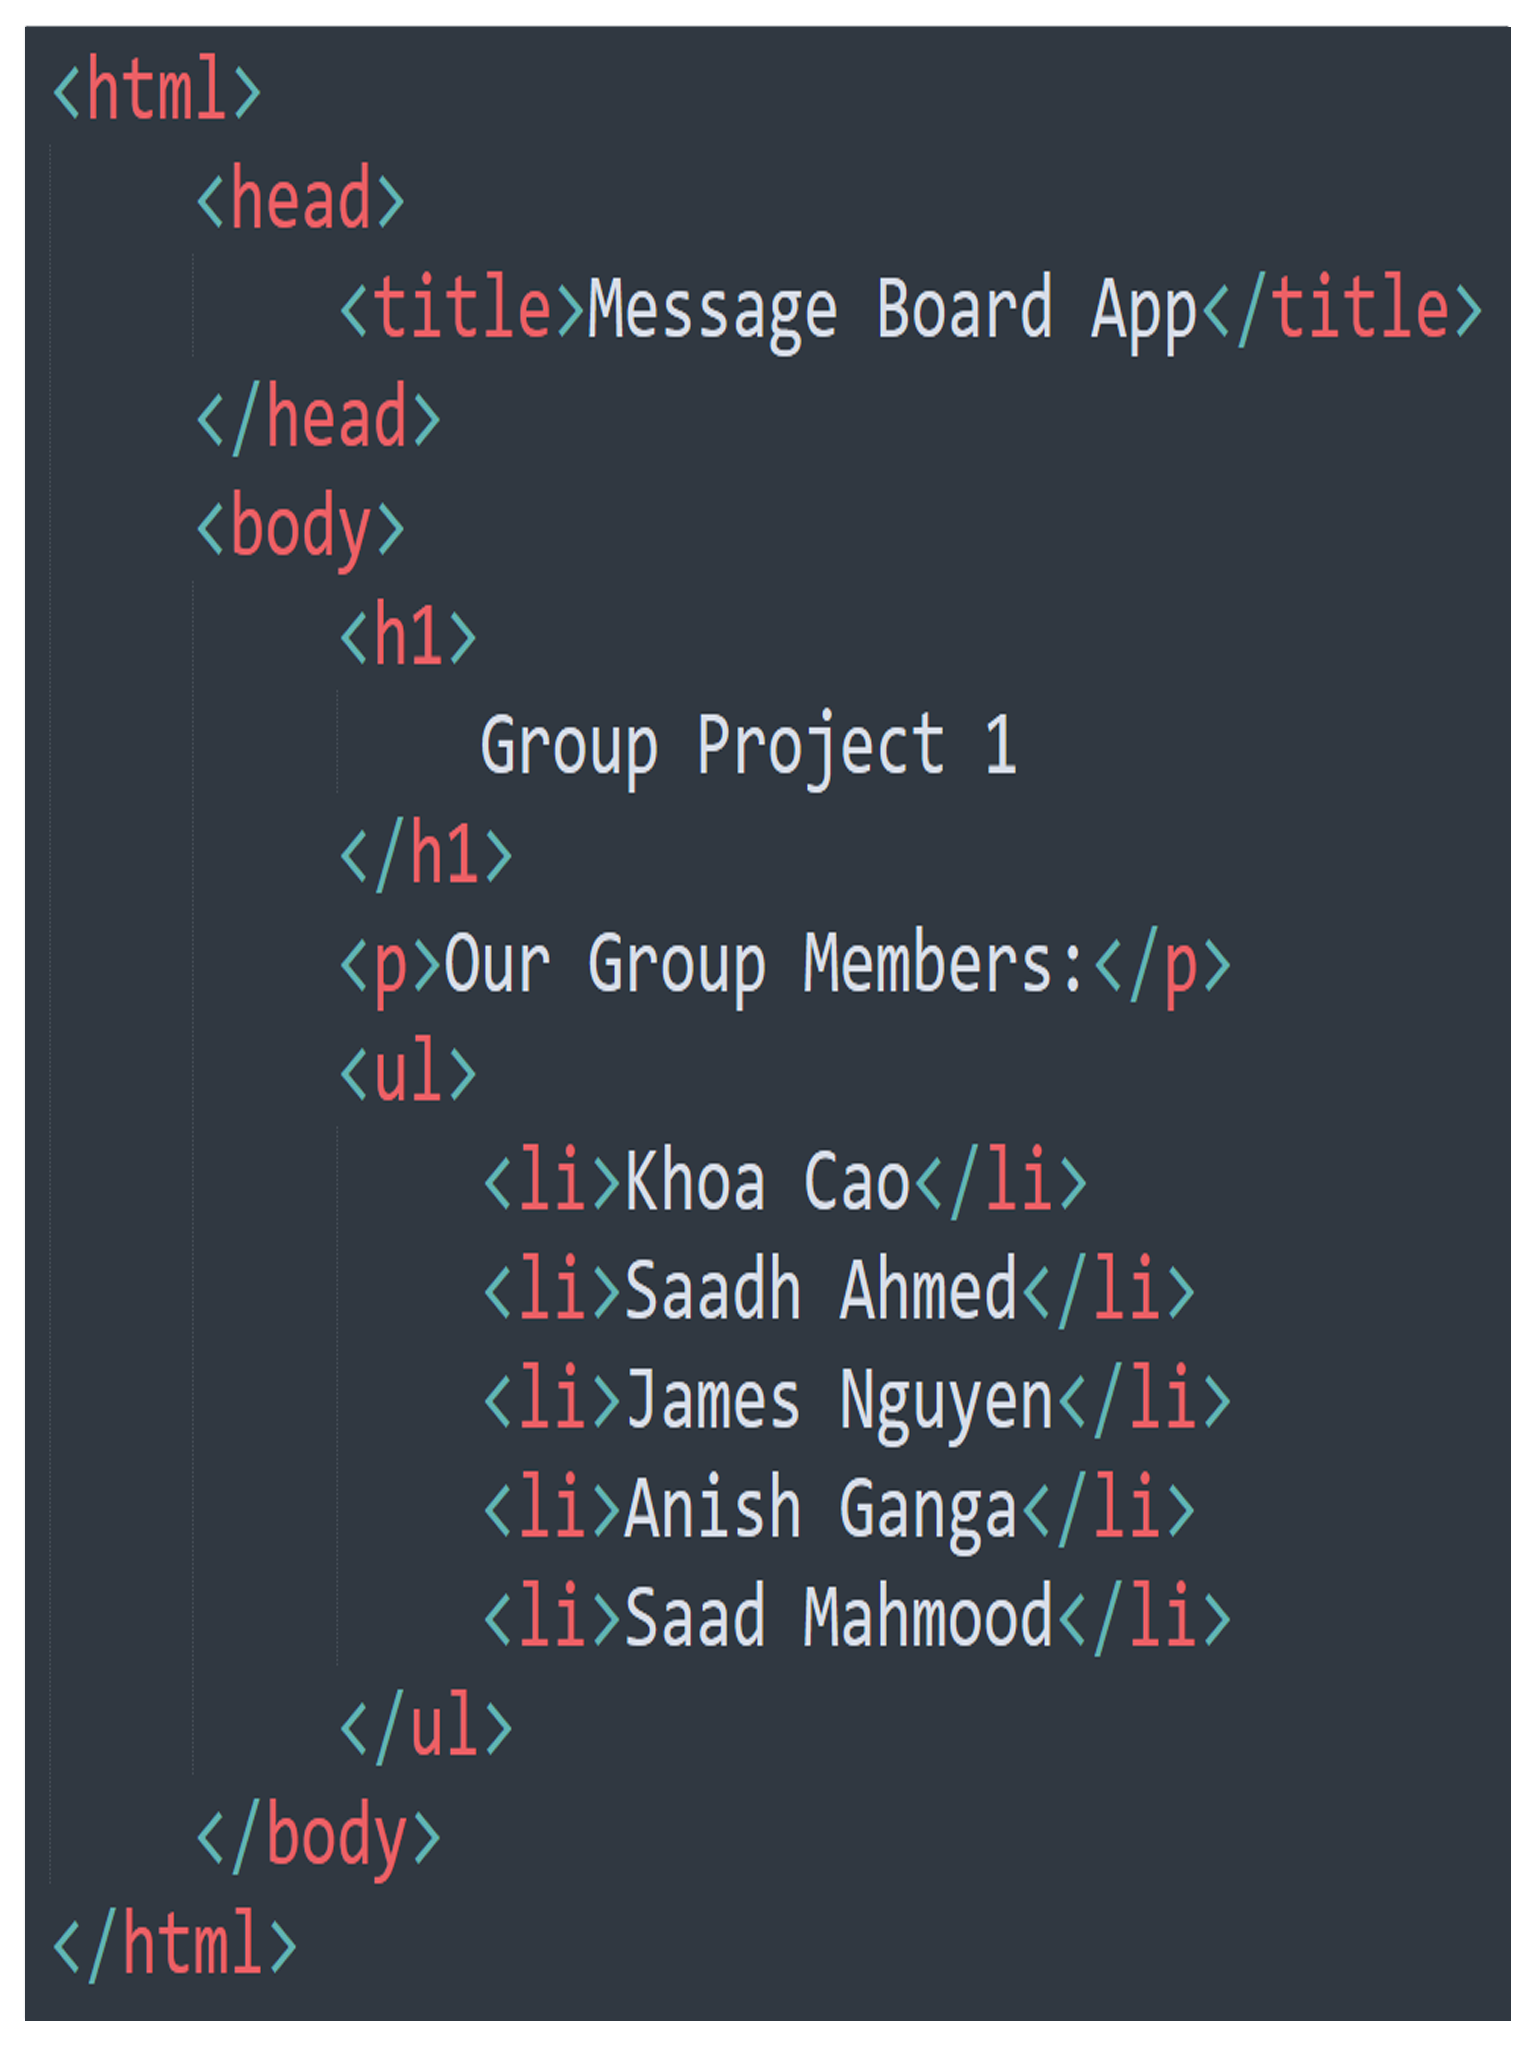 <html>
<head>
<title>Message Board App</title>
</head>
<body>
<h1>
Group Project 1
</h1>
<p>Our Group Members:</p>
<ul>
<li>Khoa Cao</li>
<li>Saadh Ahmed</li>
<li>James Nguyen</li>
<li>Anish Ganga</li>
<li>Saad Mahmood</li>
</ul>
</body>
</html>